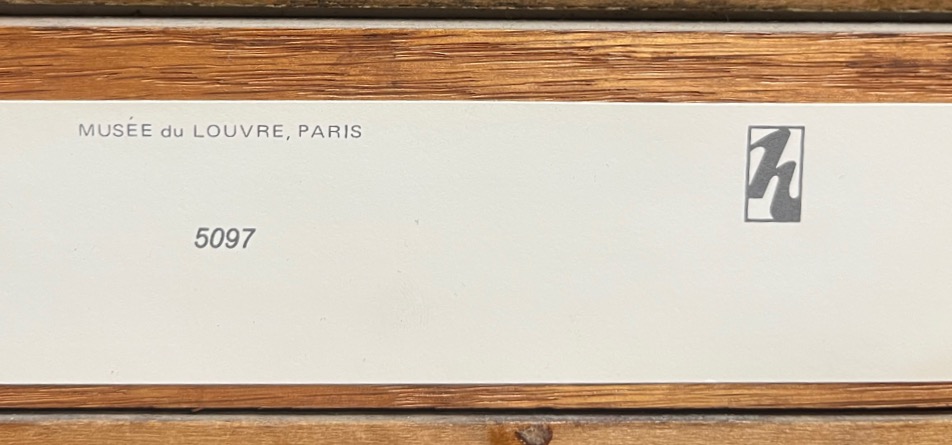 MUSÉE du LOUVRE, PARIS
h
5097